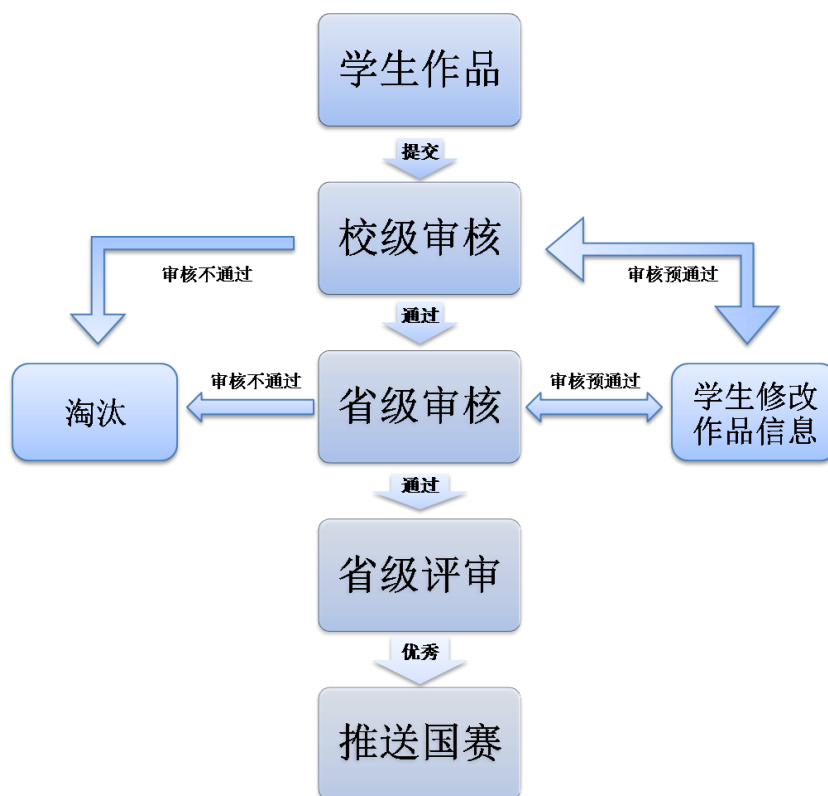 学生作品
提交
校级审核
审核不通过
审核预通过
通过
淘汰
审核不通过
省级审核
审核预通过
学生修改
作品信息
通过
省级评审
优秀
推送国赛